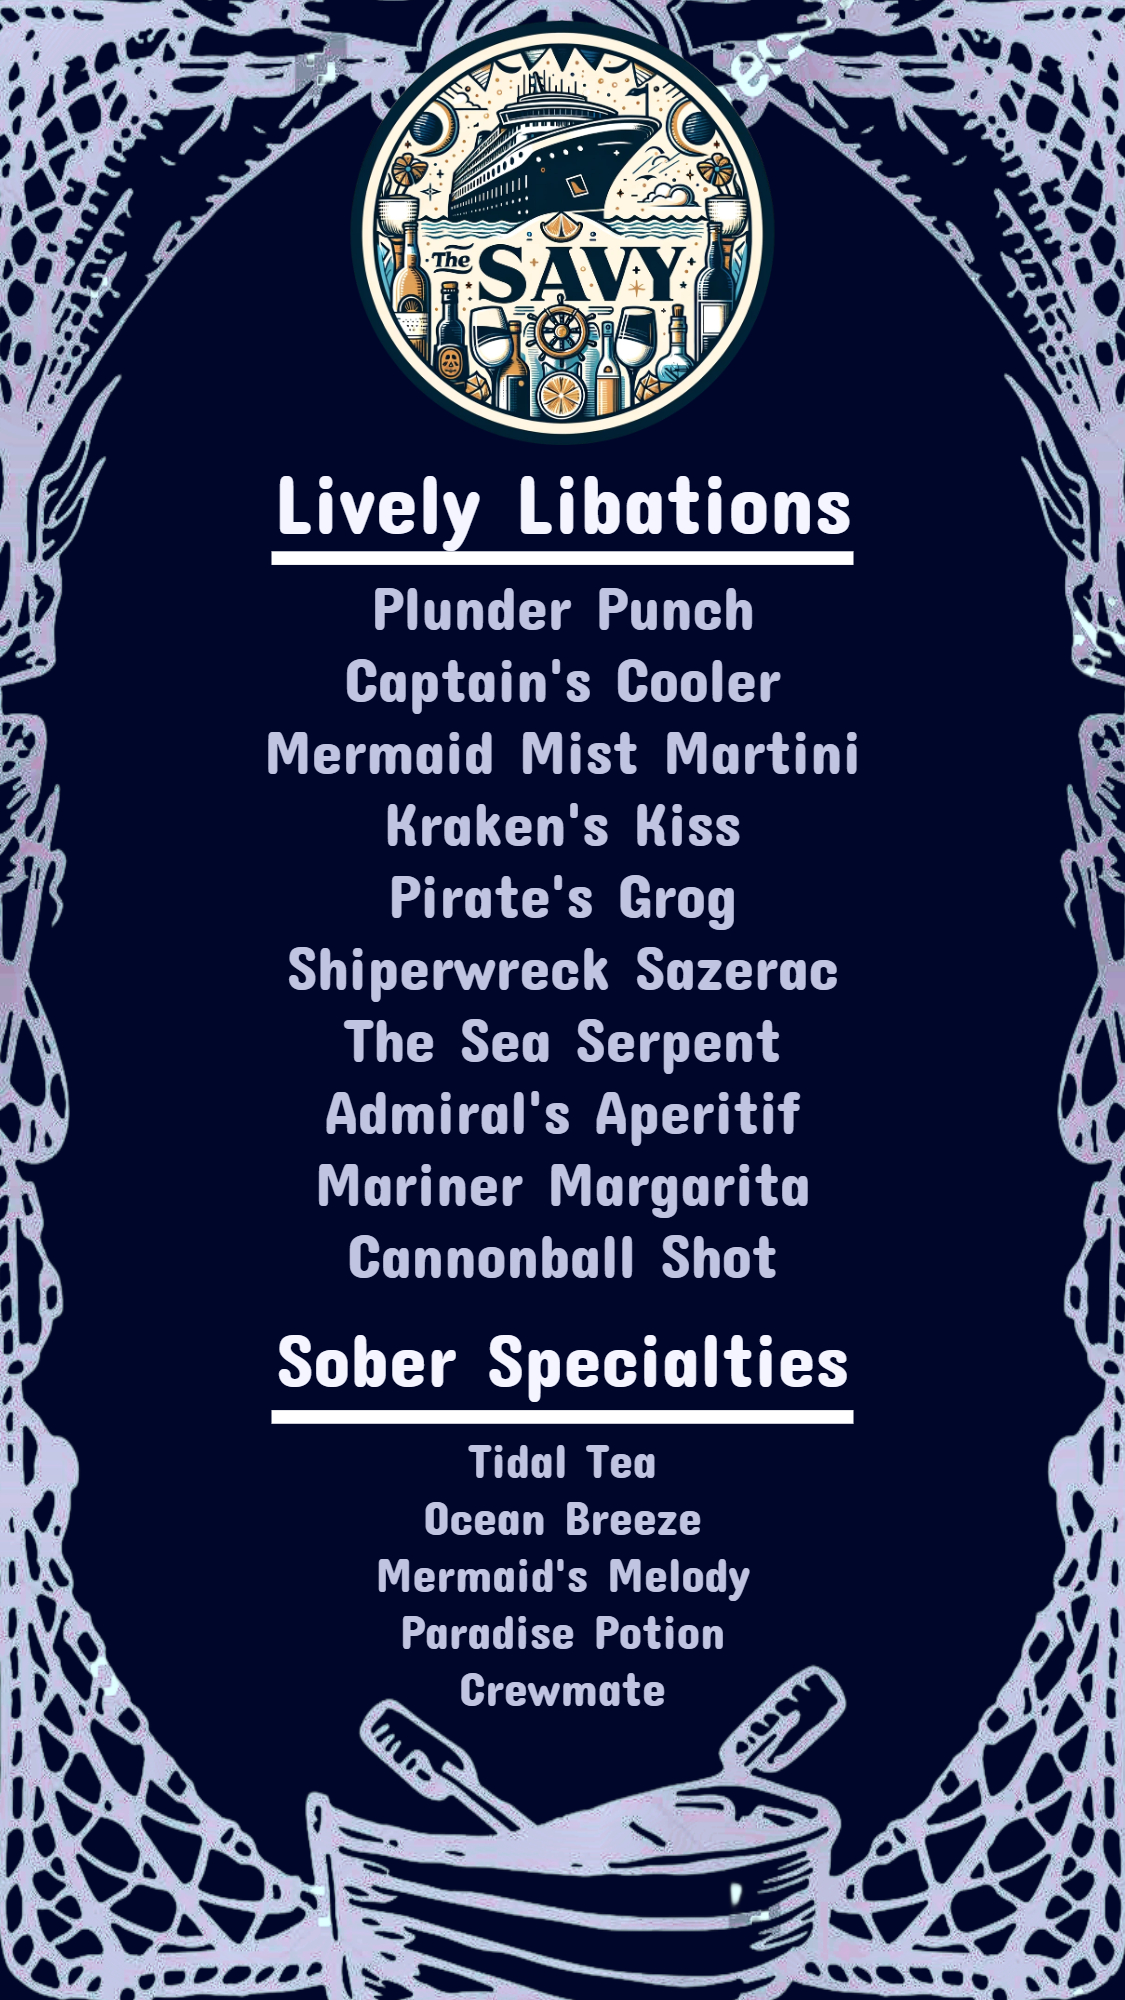 The SAVY
Lively Libations
Plunder Punch
Captain's Cooler
Mermaid Mist Martini
Kraken's Kiss
Pirate's Grog
Shiperwreck Sazerac
The Sea Serpent
Admiral's Aperitif
Mariner Margarita
Cannonball Shot
Sober Specialties
Tidal Tea
Ocean Breeze
Mermaid's Melody
Paradise Potion
Crewmate